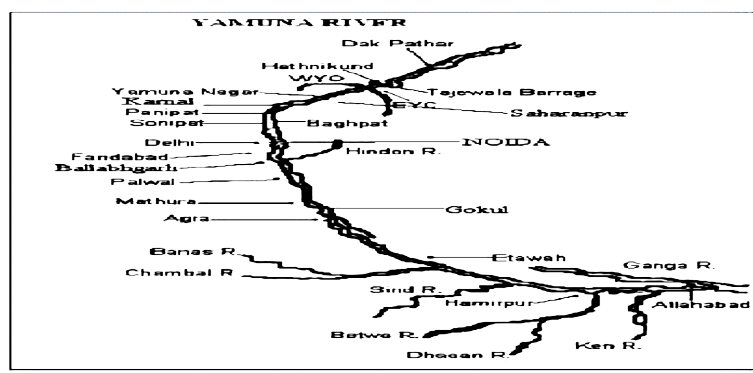 YAMUNA RIVER
Dak Pathar
Hathnikund
WYC
Tajewala Barrage
Yamuna Nagar
EYC
Karnal
Saharanpur
Panipat
Sonipat
Baghpat
Delhi
NOIDA
Faridabad
Hindon R.
Ballabhgarh
Palwal
Mathura
Gokul
Agra
Banas R.
Etawah
Ganga R.
Chambal R
Sind R.
Hamirpur
Allahabad
Betwa R.
Dhasan R.
Ken R.